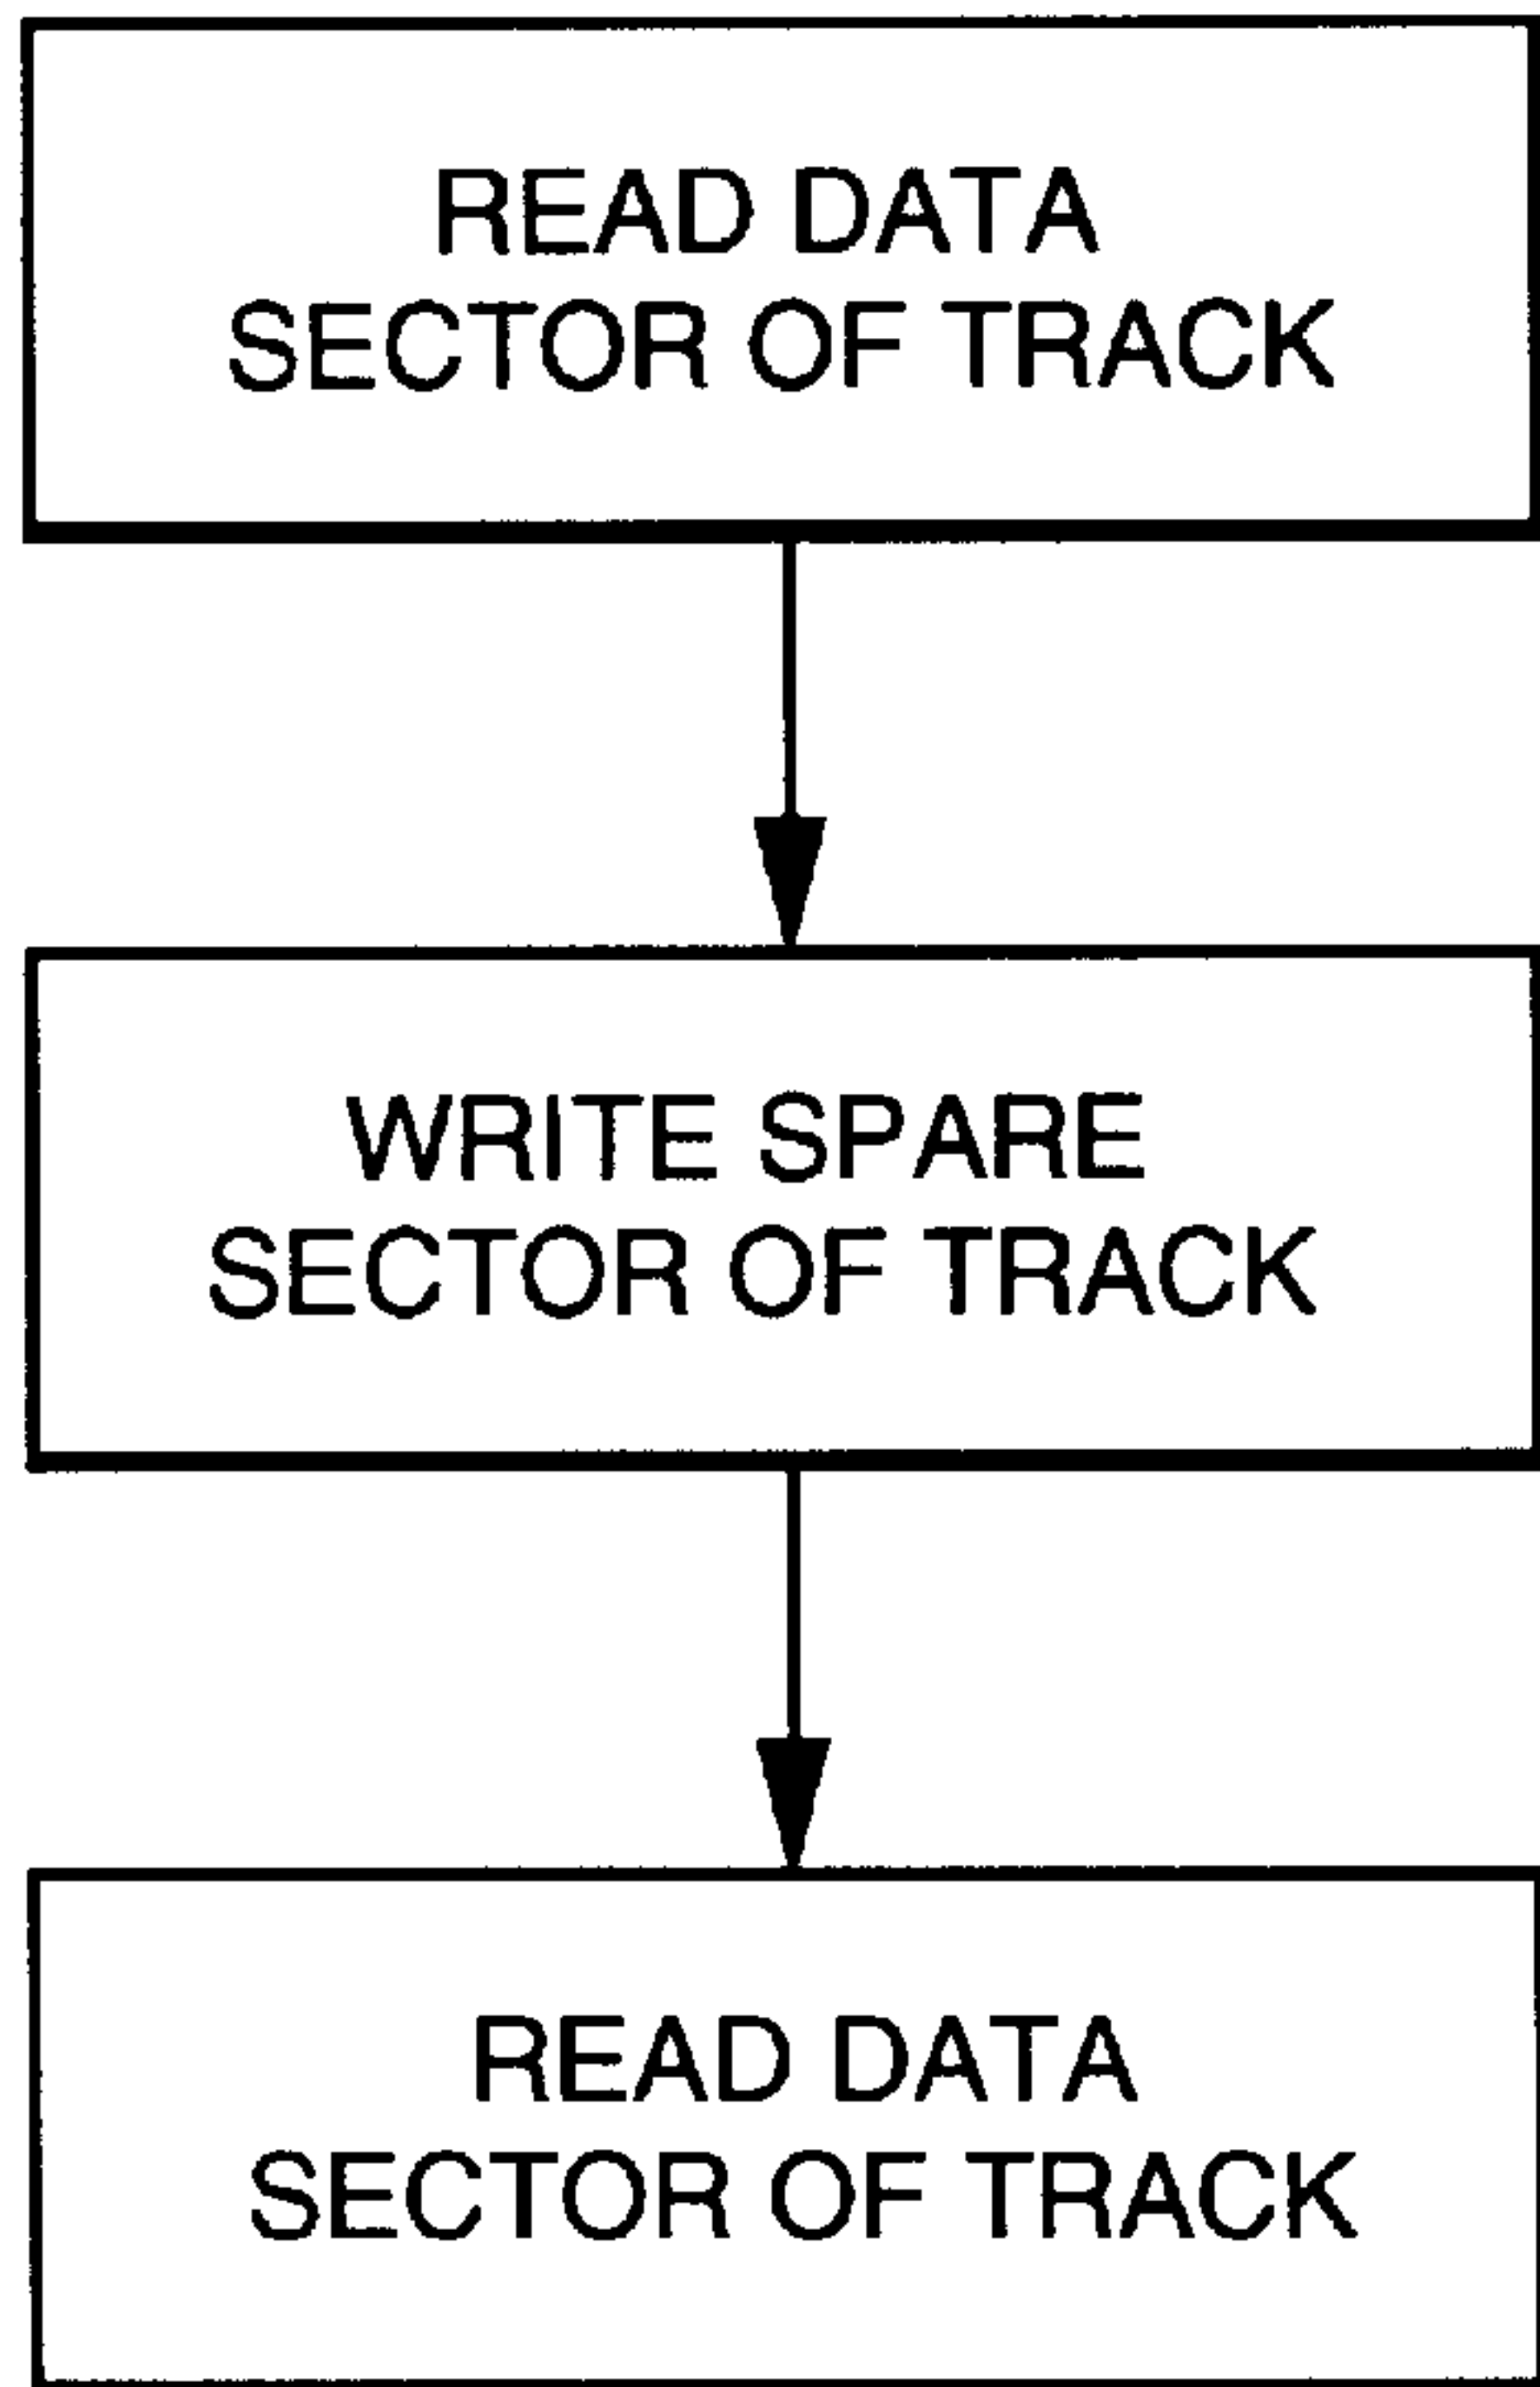 READ DATA
SECTOR OF TRACK
WRITE SPARE
SECTOR OF TRACK
READ DATA
SECTOR OF TRACK